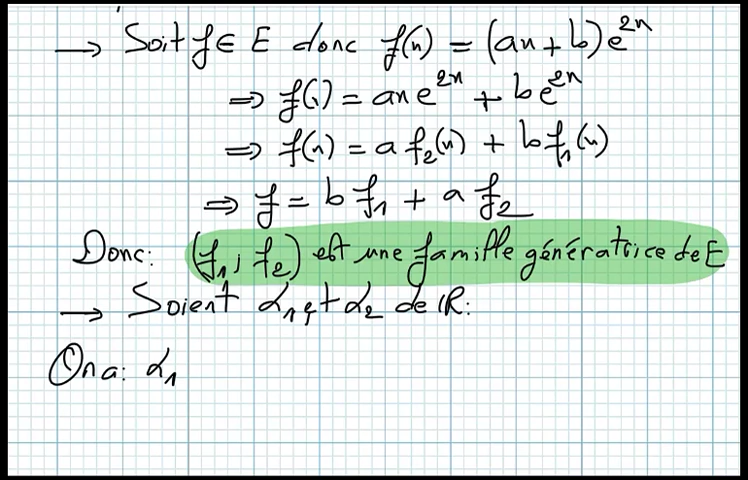 → Soit f ∈ E donc f(x) = (ax + b)e^{2x}
⇒ f(x) = axe^{2x} + be^{2x}
⇒ f(x) = a f₂(x) + b f₁(x)
⇒ f = b f₁ + a f₂
Donc: (f₁; f₂) est une famille génératrice de E
→ Soient α₁ et α₂ de ℝ:
On a: α₁